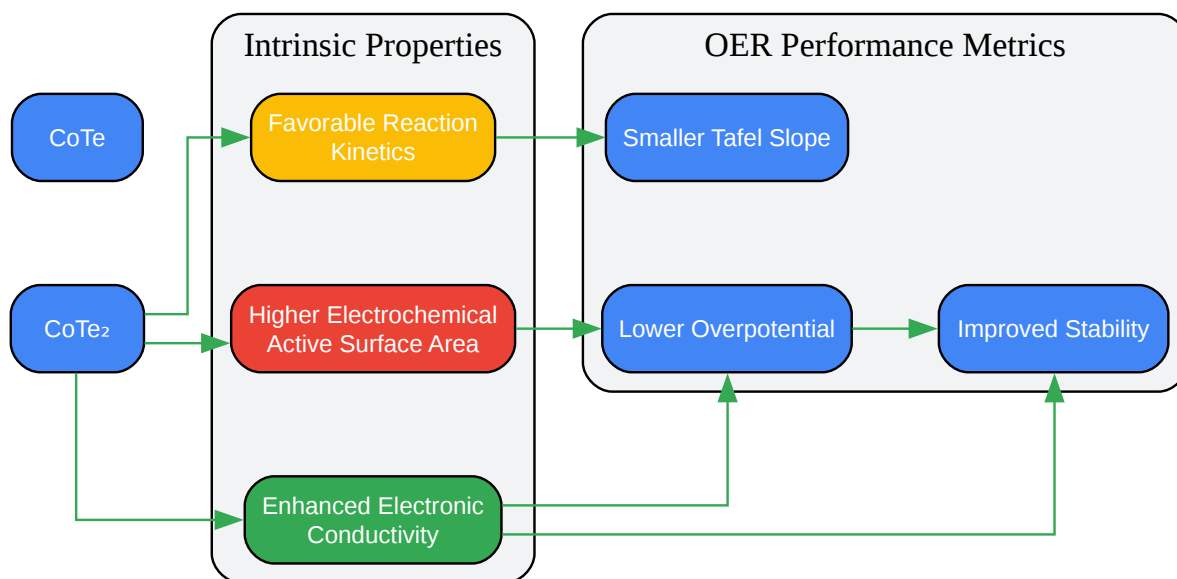 Intrinsic Properties
OER Performance Metrics
CoTe
Favorable Reaction
Kinetics
Smaller Tafel Slope
CoTe₂
Higher Electrochemical
Active Surface Area
Lower Overpotential
Improved Stability
Enhanced Electronic
Conductivity